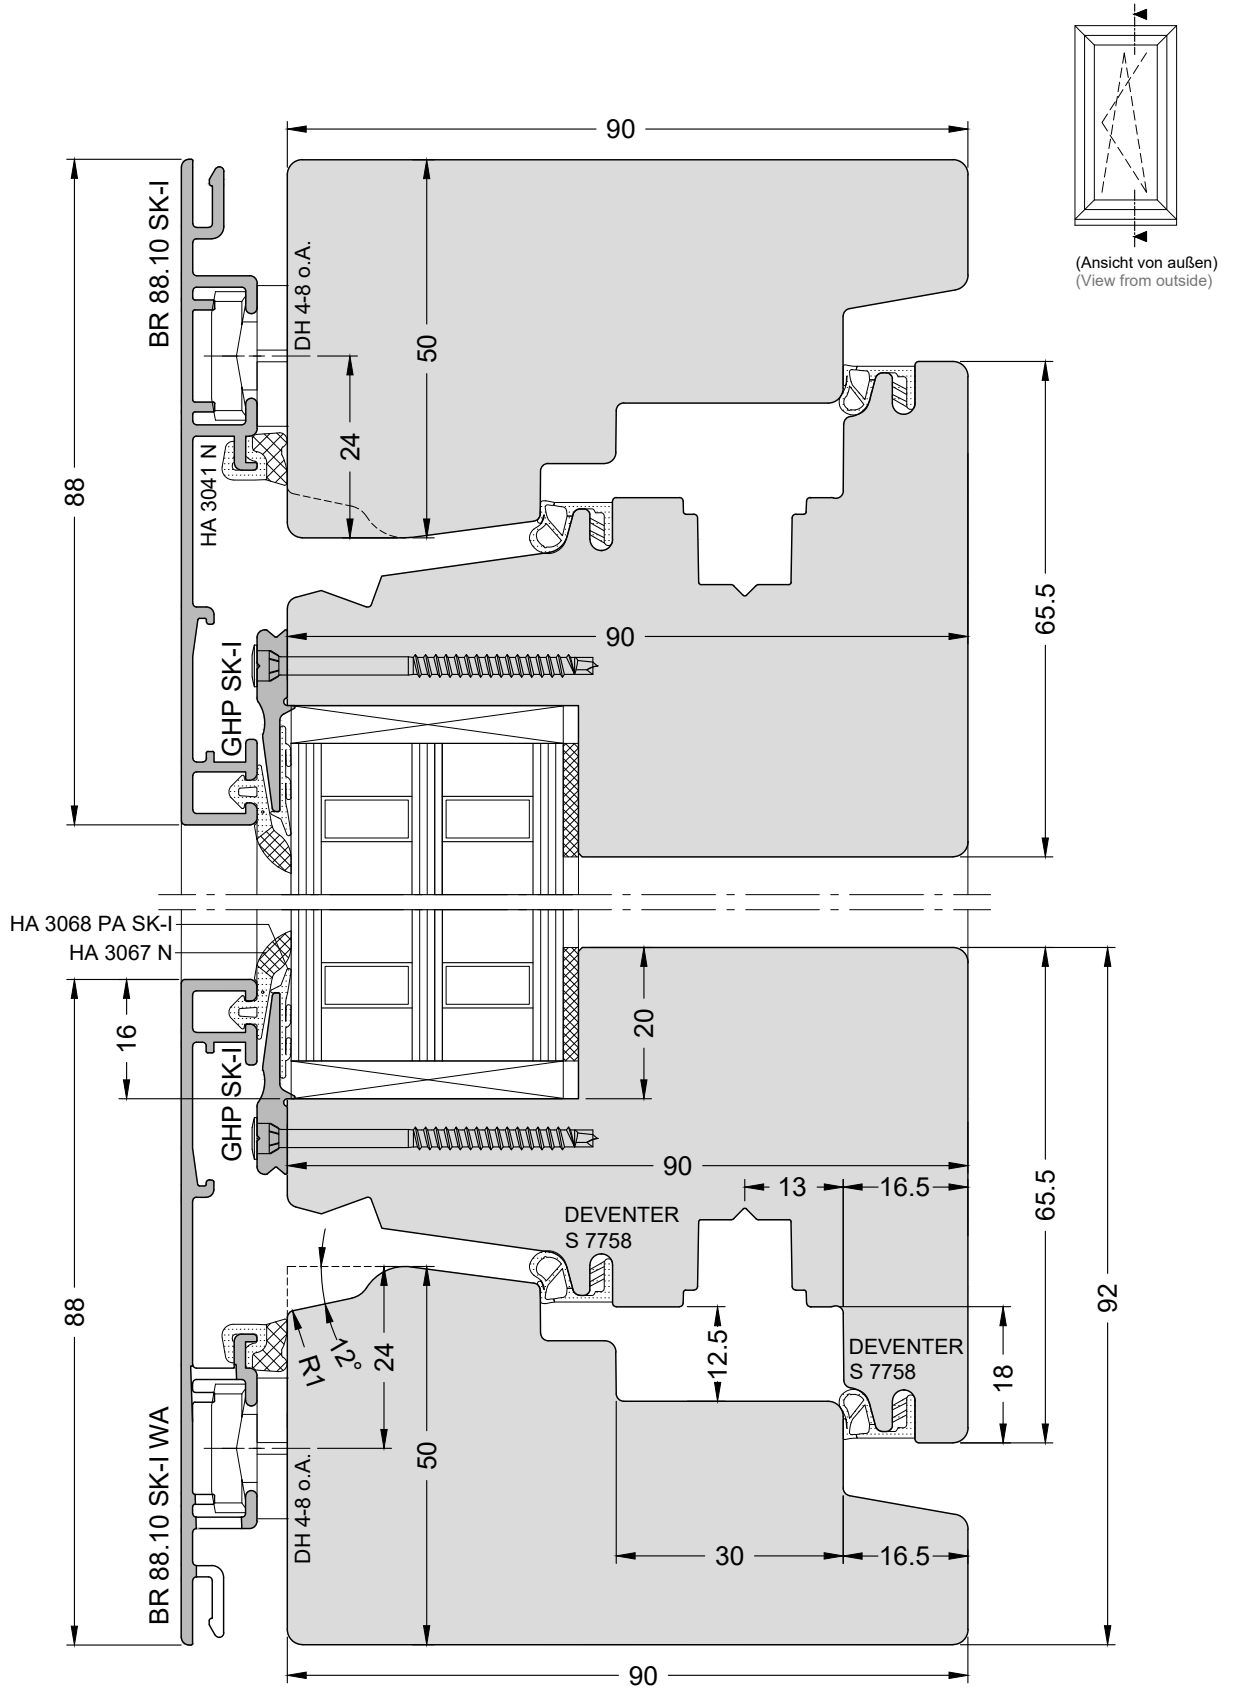 (Ansicht von außen)
(View from outside)
90
BR 88.10 SK-I
DH 4-8 o.A.
50
24
88
HA 3041 N
65.5
90
GHP SK-I
HA 3068 PA SK-I
HA 3067 N
16
20
GHP SK-I
90
13
16.5
65.5
DEVENTER
S 7758
92
88
12°
R1
24
12.5
DEVENTER
S 7758
18
BR 88.10 SK-I WA
DH 4-8 o.A.
50
30
16.5
90